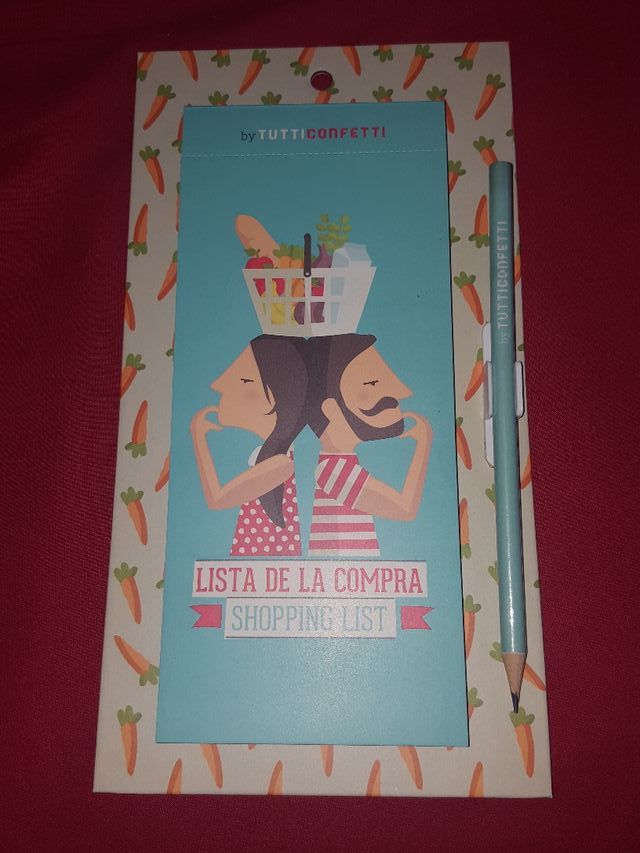 by TUTTICONFETTI
by TUTTICONFETTI
LISTA DE LA COMPRA
SHOPPING LIST